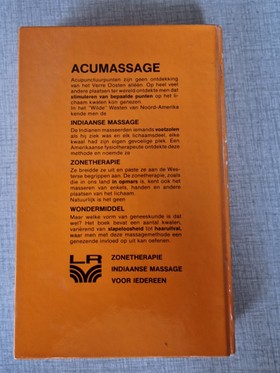 ACUMASSAGE
Acupunctuurpunten zijn geen ontdekking
van het Verre Oosten alleen. Op heel veel
andere plaatsen ter wereld ontdekte men dat
stimuleren van bepaalde punten op het li-
chaam kwalen kon genezen.
In het "Wilde" Westen van Noord-Amerika
kende men de
INDIAANSE MASSAGE
De Indianen masseerden iemands voetzolen
als hij ziek was en elk lichaamsdeel, elke
kwaal had zijn eigen gevoelige plek. Een
Amerikaanse fysiotherapeute ontdekte deze
methode en noemde ze
ZONETHERAPIE
Ze breidde ze uit en paste ze aan de Wes-
terse begrippen aan. De zonetherapie, zoals
die in ons land in opmars is, kent ook het
masseren van enkels, handen en andere
plaatsen van het lichaam.
Natuurlijk is het geen
WONDERMIDDEL
Maar welke vorm van geneeskunde is dat
wel? Het boek bevat een aantal kwalen,
variërend van slapeloosheid tot haaruitval,
waar men met deze massagemethode een
genezende invloed op uit kan oefenen.
LR
ZONETHERAPIE
INDIAANSE MASSAGE
VOOR IEDEREEN